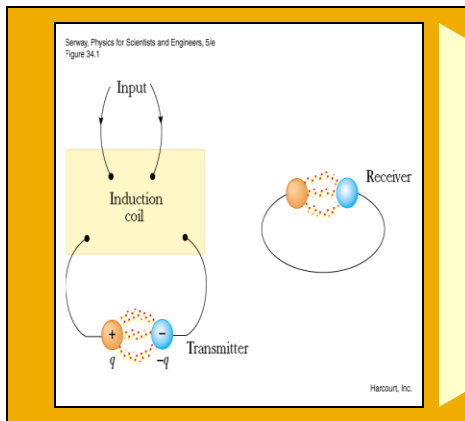 Serway, Physics for Scientists and Engineers, 5/e
Figure 34.1
Input
Induction
coil
Receiver
+
−
q
−q
Transmitter
Harcourt, Inc.